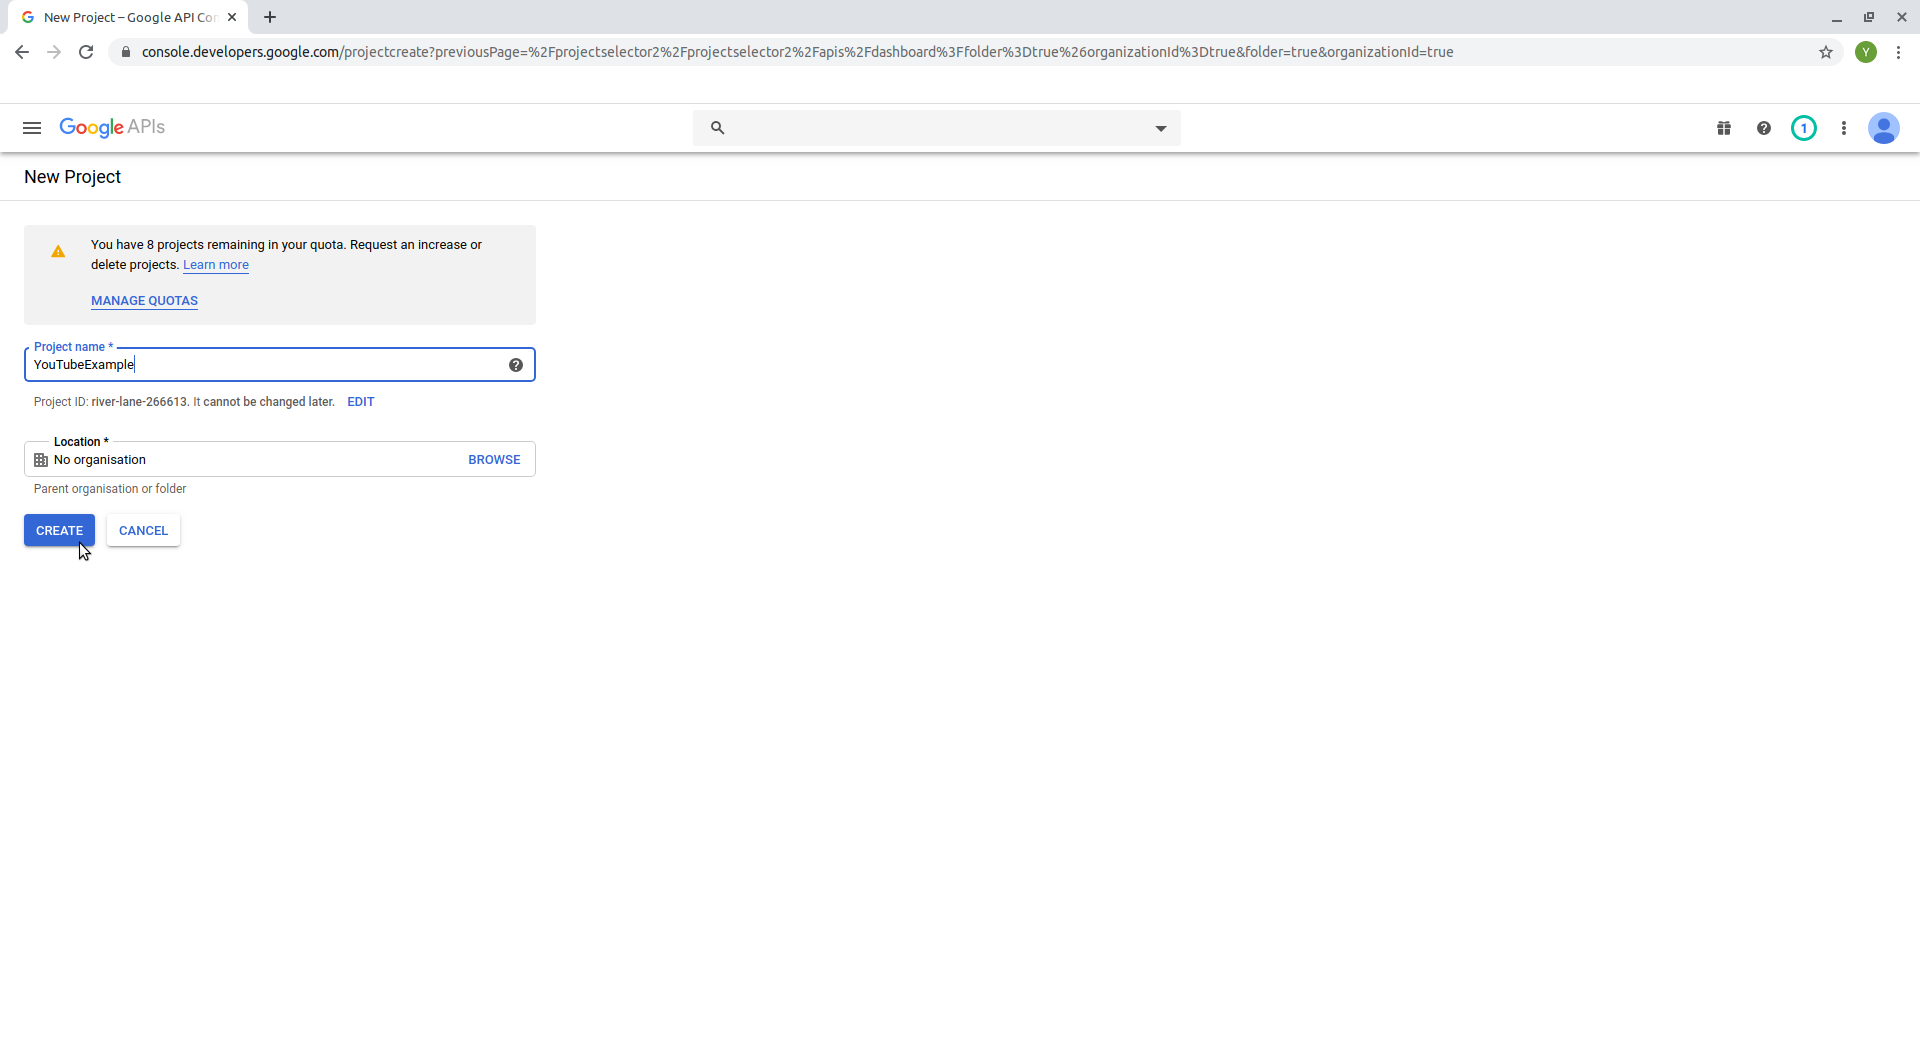 New Project – Google API Co
console.developers.google.com/projectcreate?previousPage=%2Fprojectselector2%2Fprojectselector2%2Fapis%2Fdashboard%3Ffolder%3Dtrue%26organizationId%3Dtrue&folder=true&organizationId=true
Y
Google APIs
1
New Project
You have 8 projects remaining in your quota. Request an increase or
delete projects. Learn more
MANAGE QUOTAS
Project name *
YouTubeExample
Project ID: river-lane-266613. It cannot be changed later. EDIT
Location *
No organisation BROWSE
Parent organisation or folder
CREATE CANCEL